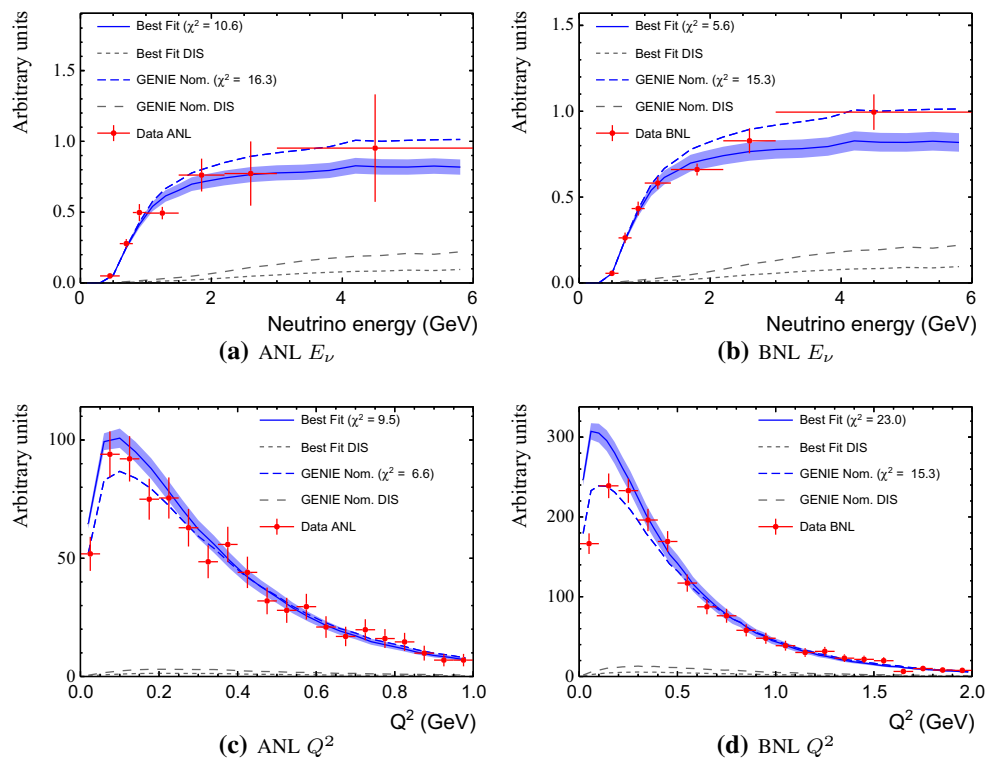 Arbitrary units
1.5
1.0
0.5
0.0
Best Fit (χ² = 10.6)
Best Fit DIS
GENIE Nom. (χ² = 16.3)
GENIE Nom. DIS
Data ANL
0 2 4 6
Neutrino energy (GeV)
(a) ANL Eν
Arbitrary units
1.5
1.0
0.5
0.0
Best Fit (χ² = 5.6)
Best Fit DIS
GENIE Nom. (χ² = 15.3)
GENIE Nom. DIS
Data BNL
0 2 4 6
Neutrino energy (GeV)
(b) BNL Eν
Arbitrary units
100
50
0
Best Fit (χ² = 9.5)
Best Fit DIS
GENIE Nom. (χ² = 6.6)
GENIE Nom. DIS
Data ANL
0.0 0.2 0.4 0.6 0.8 1.0
Q² (GeV)
(c) ANL Q²
Arbitrary units
300
200
100
0
Best Fit (χ² = 23.0)
Best Fit DIS
GENIE Nom. (χ² = 15.3)
GENIE Nom. DIS
Data BNL
0.0 0.5 1.0 1.5 2.0
Q² (GeV)
(d) BNL Q²